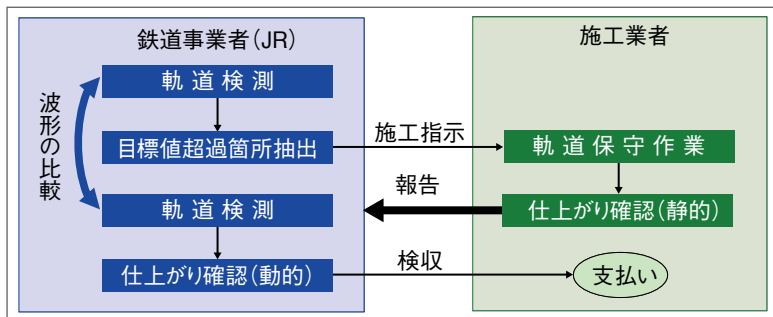 鉄道事業者(JR)
軌道検測
目標値超過箇所抽出
軌道検測
仕上がり確認(動的)
波形の比較
施工指示
報告
検収
施工業者
軌道保守作業
仕上がり確認(静的)
支払い